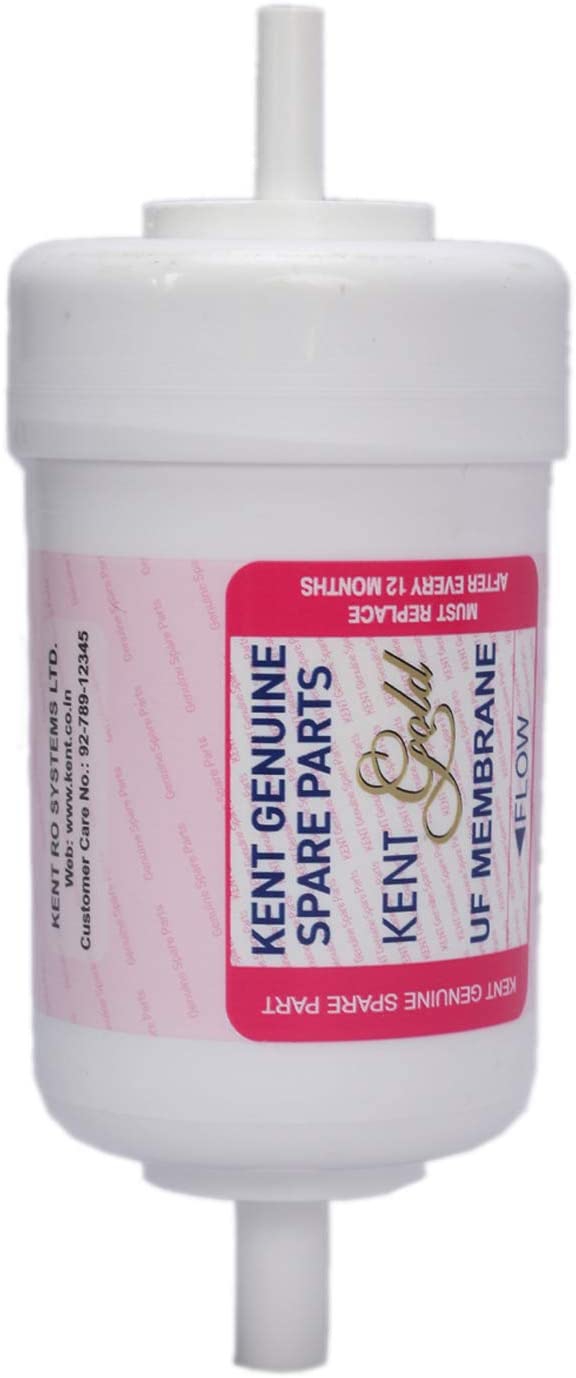 KENT RO SYSTEMS LTD.
Web: www.kent.co.in
Customer Care No.: 92-789-12345
MUST REPLACE
AFTER EVERY 12 MONTHS
KENT GENUINE
SPARE PARTS
KENT Gold
UF MEMBRANE
◄FLOW
KENT GENUINE SPARE PART